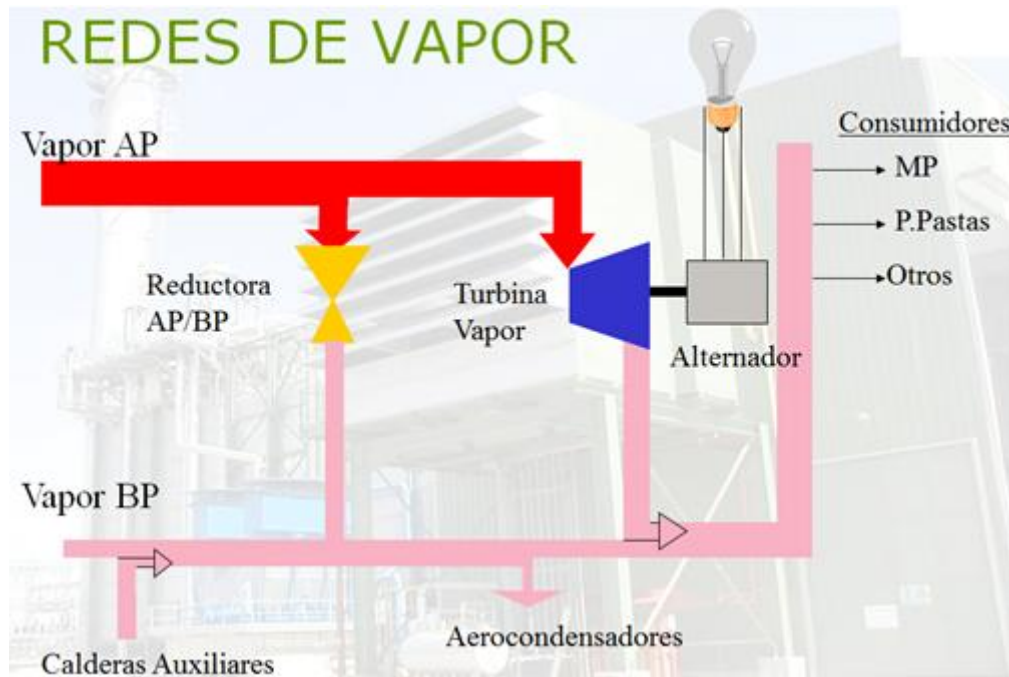 REDES DE VAPOR
Vapor AP
Consumidores
MP
P.Pastas
Otros
Reductora
AP/BP
Turbina
Vapor
Alternador
Vapor BP
Aerocondensadores
Calderas Auxiliares